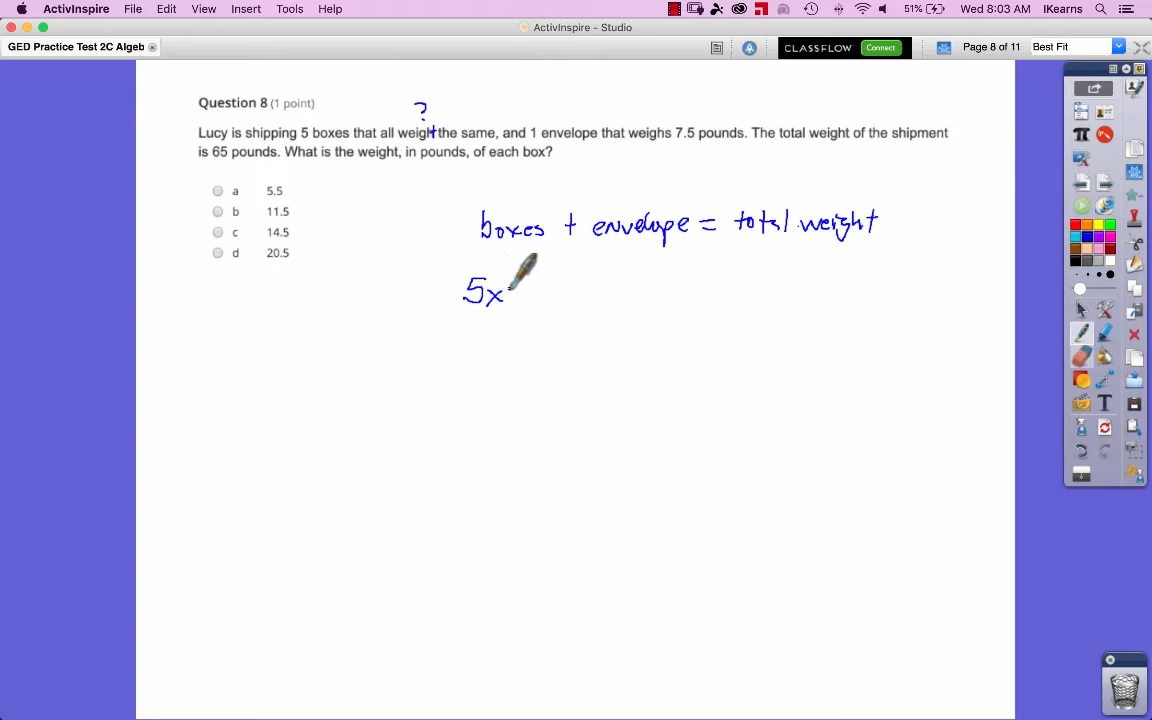 ActivInspire File Edit View Insert Tools Help 51% Wed 8:03 AM IKearns
ActivInspire - Studio
GED Practice Test 2C Algeb CLASSFLOW Connect Page 8 of 11 Best Fit
Question 8 (1 point)
?
Lucy is shipping 5 boxes that all weight the same, and 1 envelope that weighs 7.5 pounds. The total weight of the shipment
is 65 pounds. What is the weight, in pounds, of each box?
a 5.5
b 11.5
c 14.5
d 20.5
boxes + envelope = total weight
5x